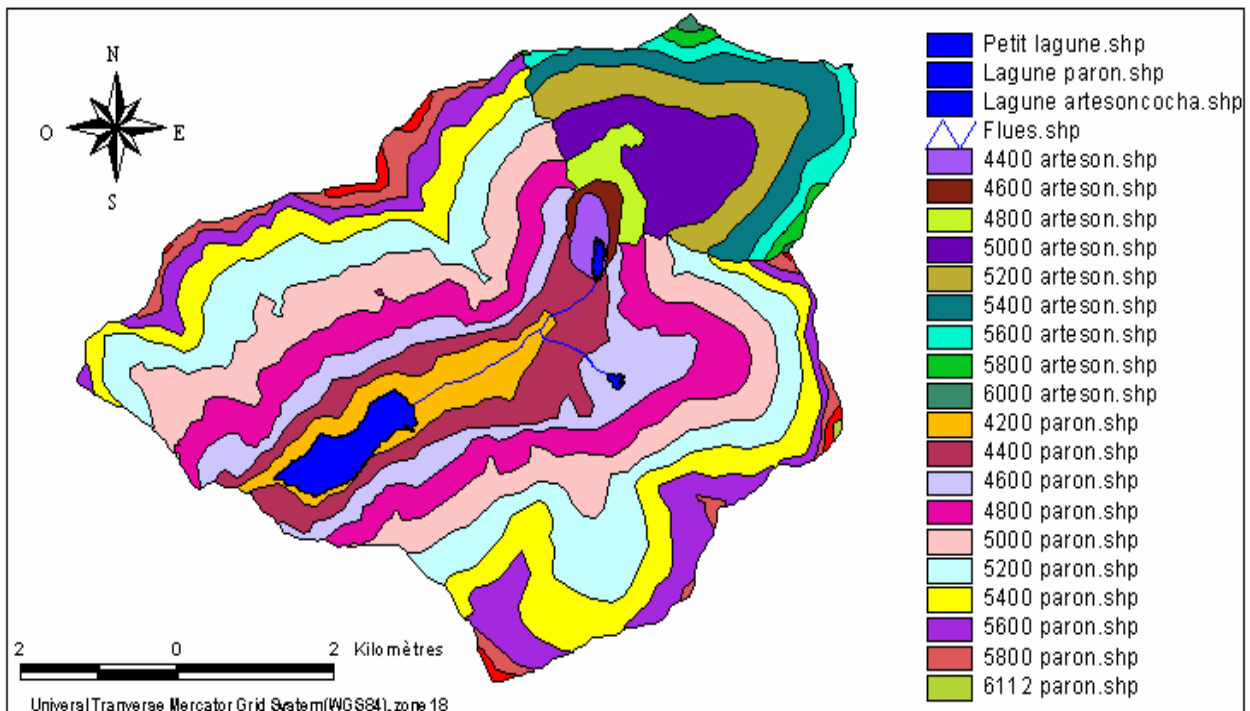 N
O E
S
2 0 2 Kilomètres
Univeral Tranverse Mercator Grid System(WGS84),zone 18
Petit lagune.shp
Lagune paron.shp
Lagune artesoncocha.shp
Flues.shp
4400 arteson.shp
4600 arteson.shp
4800 arteson.shp
5000 arteson.shp
5200 arteson.shp
5400 arteson.shp
5600 arteson.shp
5800 arteson.shp
6000 arteson.shp
4200 paron.shp
4400 paron.shp
4600 paron.shp
4800 paron.shp
5000 paron.shp
5200 paron.shp
5400 paron.shp
5600 paron.shp
5800 paron.shp
6112 paron.shp